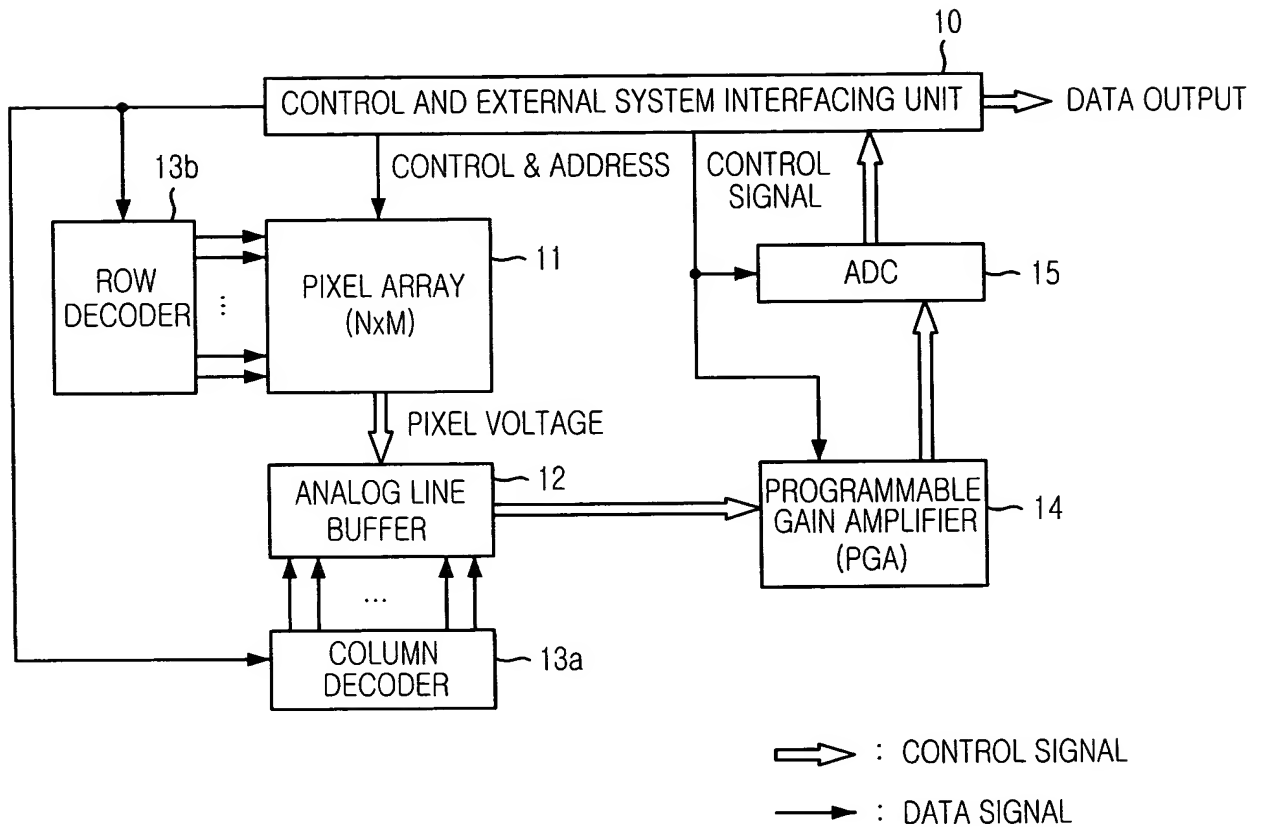 10
CONTROL AND EXTERNAL SYSTEM INTERFACING UNIT
DATA OUTPUT
13b
CONTROL & ADDRESS
CONTROL
SIGNAL
ROW
DECODER
...
PIXEL ARRAY
(NxM)
11
ADC
15
PIXEL VOLTAGE
ANALOG LINE
BUFFER
12
PROGRAMMABLE
GAIN AMPLIFIER
(PGA)
14
...
COLUMN
DECODER
13a
: CONTROL SIGNAL
: DATA SIGNAL